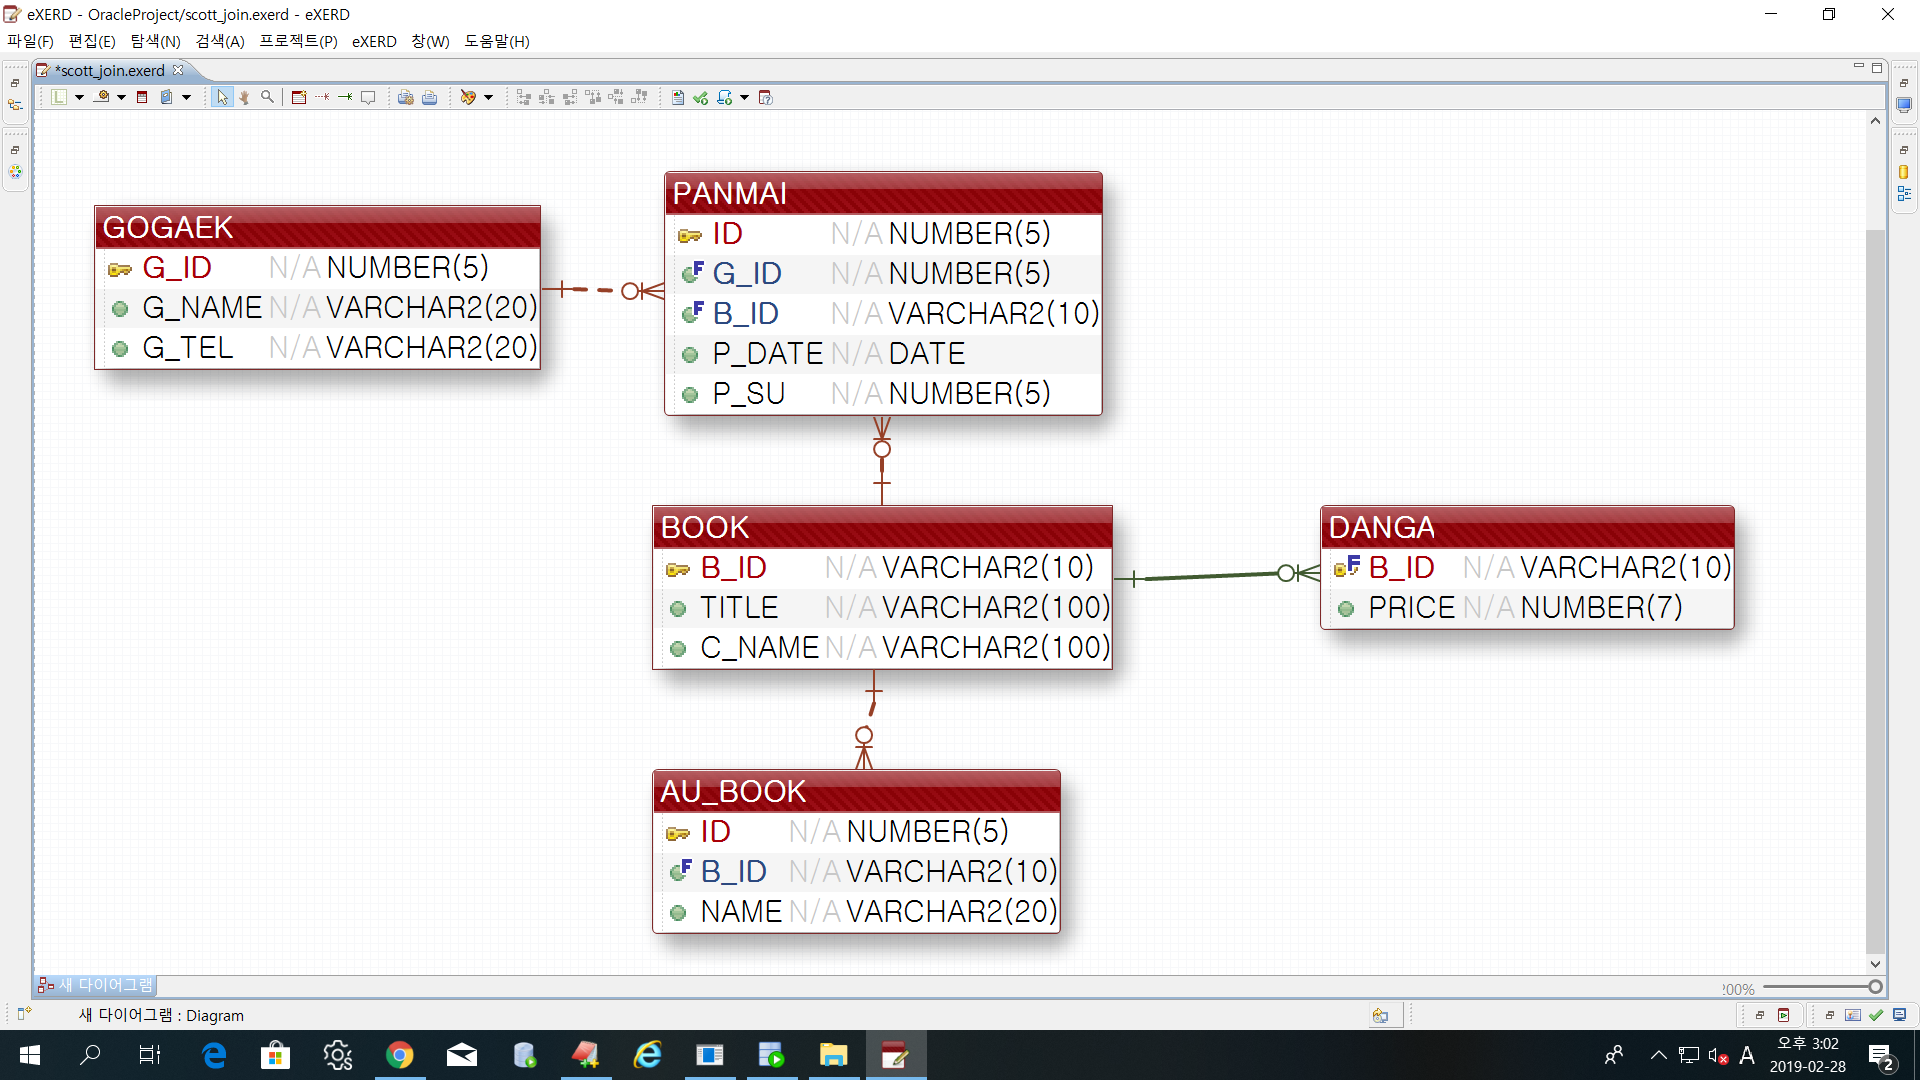 eXERD - OracleProject/scott_join.exerd - eXERD
파일(F) 편집(E) 탐색(N) 검색(A) 프로젝트(P) eXERD 창(W) 도움말(H)
*scott_join.exerd
GOGAEK
G_ID N/A NUMBER(5)
G_NAME N/A VARCHAR2(20)
G_TEL N/A VARCHAR2(20)
PANMAI
ID N/A NUMBER(5)
G_ID N/A NUMBER(5)
B_ID N/A VARCHAR2(10)
P_DATE N/A DATE
P_SU N/A NUMBER(5)
BOOK
B_ID N/A VARCHAR2(10)
TITLE N/A VARCHAR2(100)
C_NAME N/A VARCHAR2(100)
DANGA
B_ID N/A VARCHAR2(10)
PRICE N/A NUMBER(7)
AU_BOOK
ID N/A NUMBER(5)
B_ID N/A VARCHAR2(10)
NAME N/A VARCHAR2(20)
새 다이어그램
200%
새 다이어그램 : Diagram
A
오후 3:02
2019-02-28
2